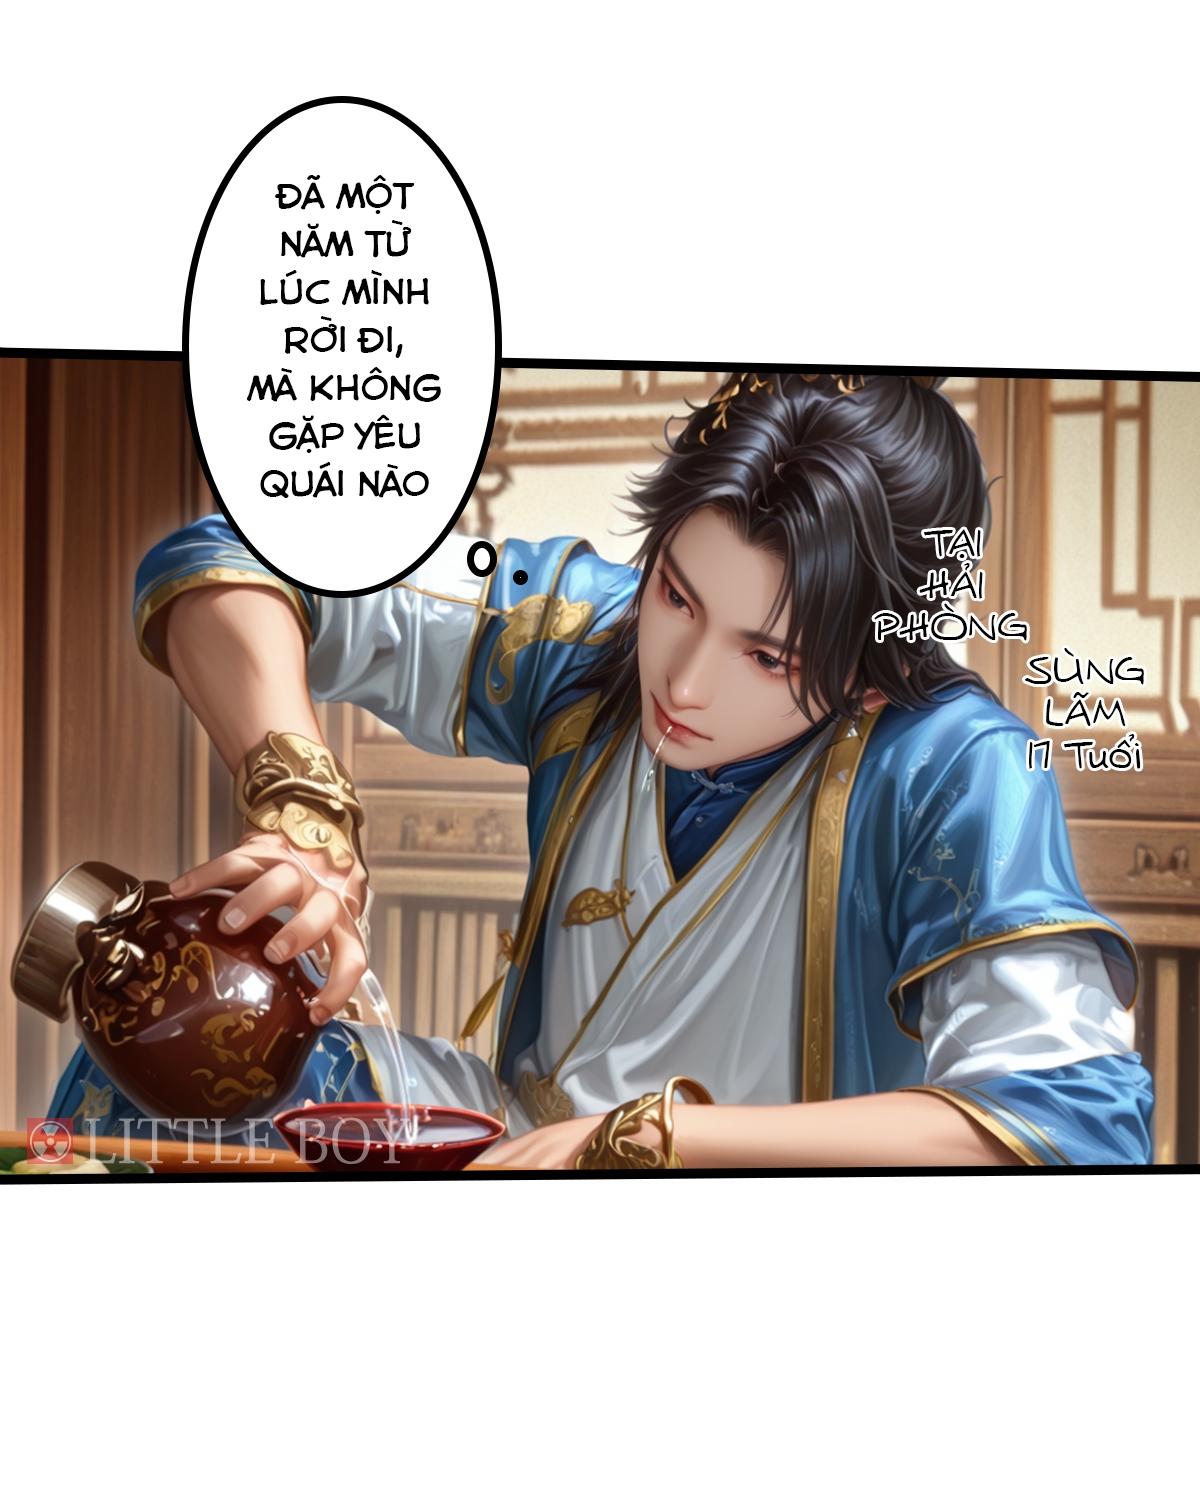 ĐÃ MỘT
NĂM TỪ
LÚC MÌNH
RỜI ĐI,
MÀ KHÔNG
GẶP YÊU
QUÁI NÀO
TẠI
HẢI
PHÒNG
SÙNG
LÃM
17 Tuổi
LITTLE BOY